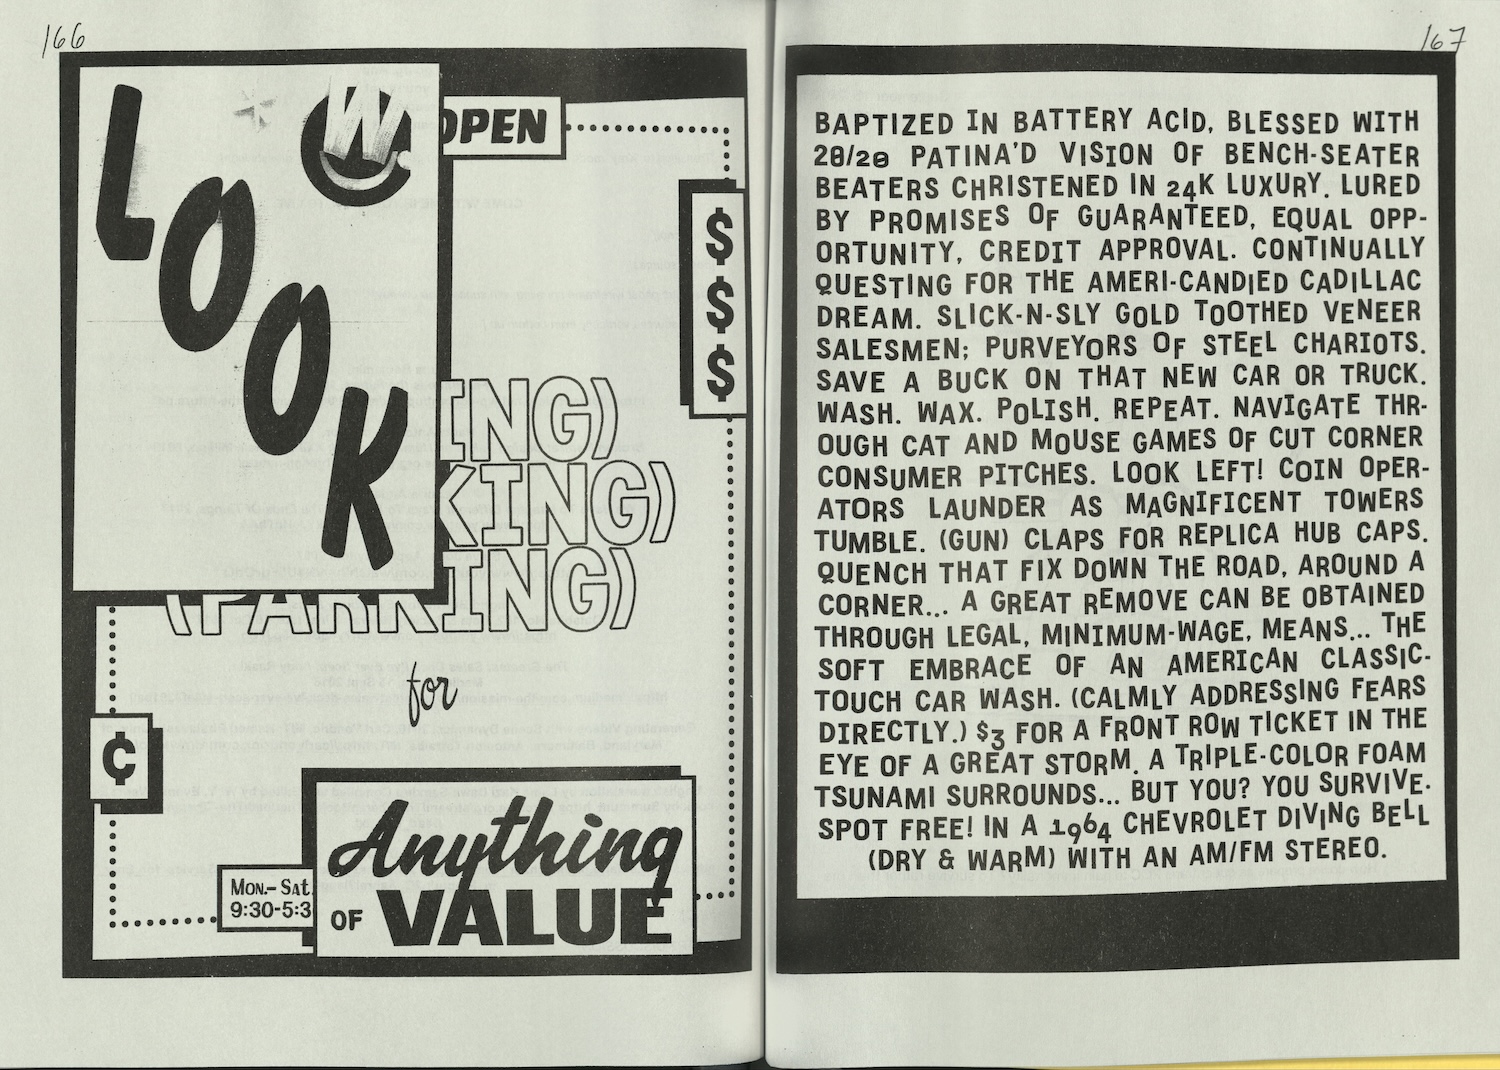 166
LOOK
W
OPEN
$
$
$
ING)
KING)
(PARKING)
for
¢
Mon.– Sat.
9:30-5:3
Anything
OF VALUE
167
BAPTIZED IN BATTERY ACID, BLESSED WITH
20/20 PATINA'D VISION OF BENCH-SEATER
BEATERS CHRISTENED IN 24K LUXURY. LURED
BY PROMISES OF GUARANTEED, EQUAL OPP-
ORTUNITY, CREDIT APPROVAL. CONTINUALLY
QUESTING FOR THE AMERI-CANDIED CADILLAC
DREAM. SLICK-N-SLY GOLD TOOTHED VENEER
SALESMEN; PURVEYORS OF STEEL CHARIOTS.
SAVE A BUCK ON THAT NEW CAR OR TRUCK.
WASH. WAX. POLISH. REPEAT. NAVIGATE THR-
OUGH CAT AND MOUSE GAMES OF CUT CORNER
CONSUMER PITCHES. LOOK LEFT! COIN OPER-
ATORS LAUNDER AS MAGNIFICENT TOWERS
TUMBLE. (GUN) CLAPS FOR REPLICA HUB CAPS.
QUENCH THAT FIX DOWN THE ROAD, AROUND A
CORNER... A GREAT REMOVE CAN BE OBTAINED
THROUGH LEGAL, MINIMUM-WAGE, MEANS... THE
SOFT EMBRACE OF AN AMERICAN CLASSIC-
TOUCH CAR WASH. (CALMLY ADDRESSING FEARS
DIRECTLY.) $3 FOR A FRONT ROW TICKET IN THE
EYE OF A GREAT STORM. A TRIPLE-COLOR FOAM
TSUNAMI SURROUNDS... BUT YOU? YOU SURVIVE.
SPOT FREE! IN A 1964 CHEVROLET DIVING BELL
(DRY & WARM) WITH AN AM/FM STEREO.